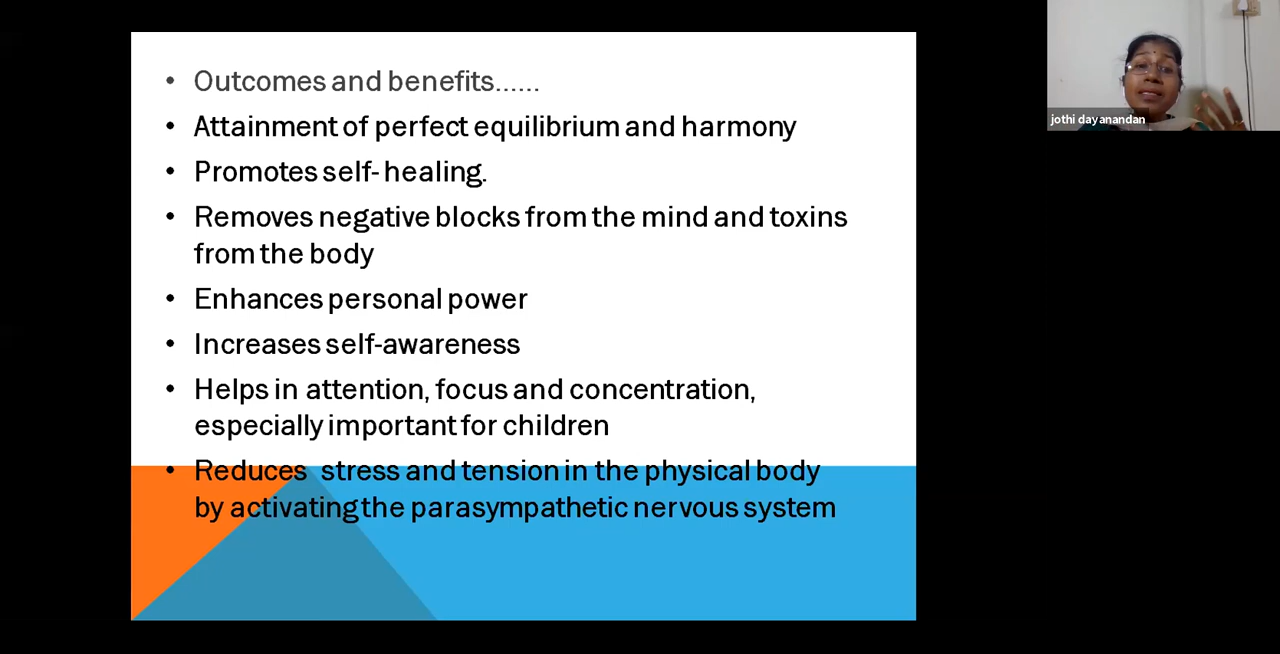 Outcomes and benefits......
Attainment of perfect equilibrium and harmony
Promotes self- healing.
Removes negative blocks from the mind and toxins
from the body
Enhances personal power
Increases self-awareness
Helps in attention, focus and concentration,
especially important for children
Reduces stress and tension in the physical body
by activating the parasympathetic nervous system
jothi dayanandan